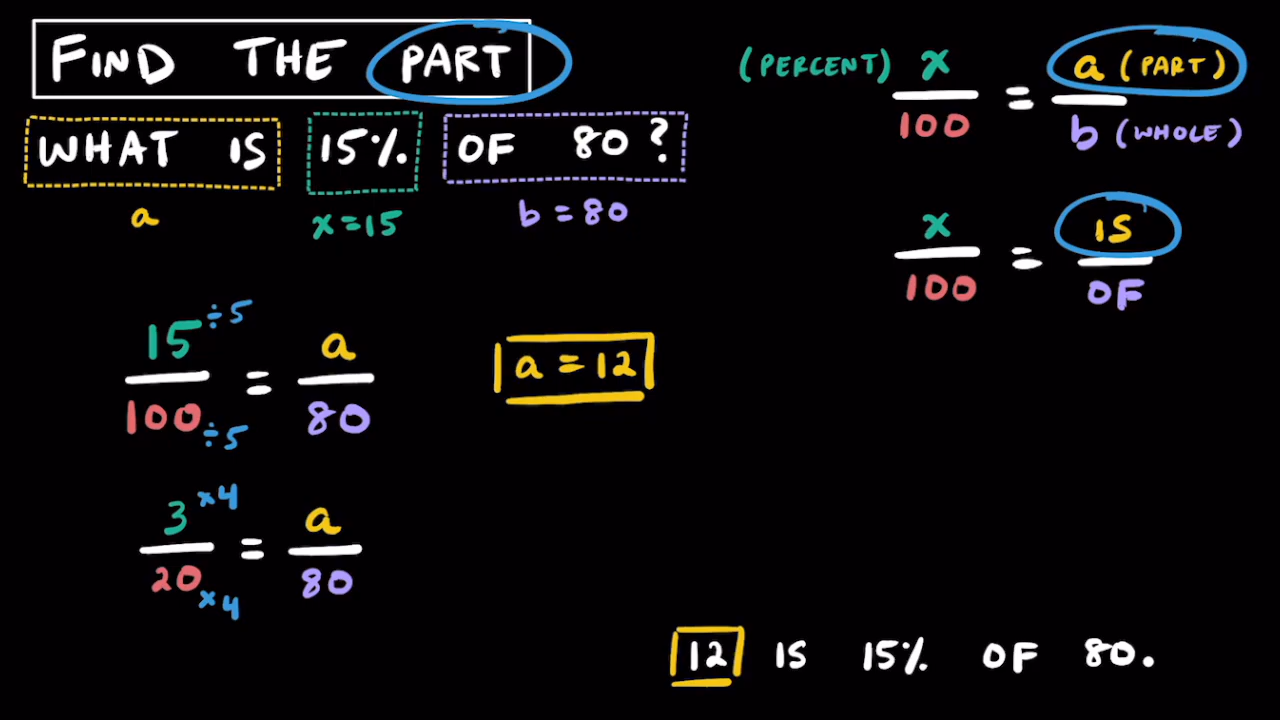 FIND THE PART
WHAT IS 15% OF 80?
a x=15 b=80
(PERCENT) x/100 = a (PART)/b (WHOLE)
x/100 = IS/OF
15 ÷5/100 ÷5 = a/80
a = 12
3 ×4/20 ×4 = a/80
12 IS 15% OF 80.